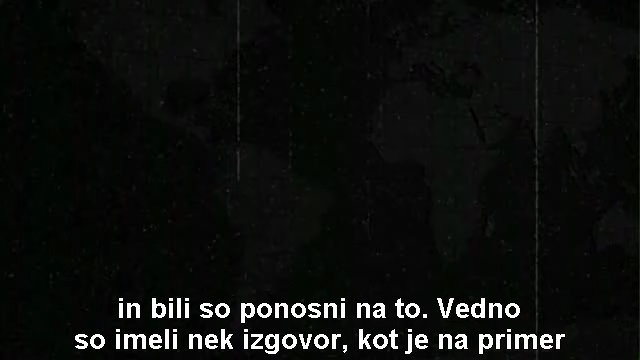 in bili so ponosni na to. Vedno
so imeli nek izgovor, kot je na primer